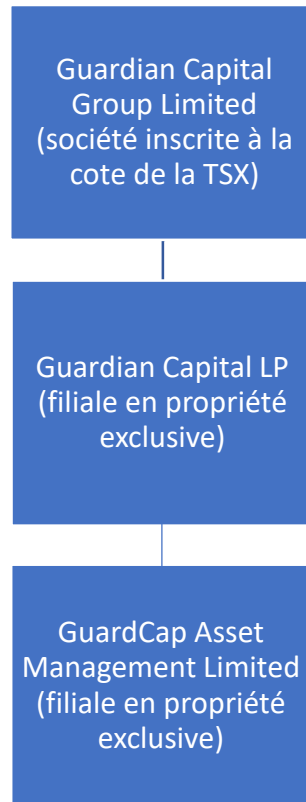 Guardian Capital
Group Limited
(société inscrite à la
cote de la TSX)
Guardian Capital LP
(filiale en propriété
exclusive)
GuardCap Asset
Management Limited
(filiale en propriété
exclusive)